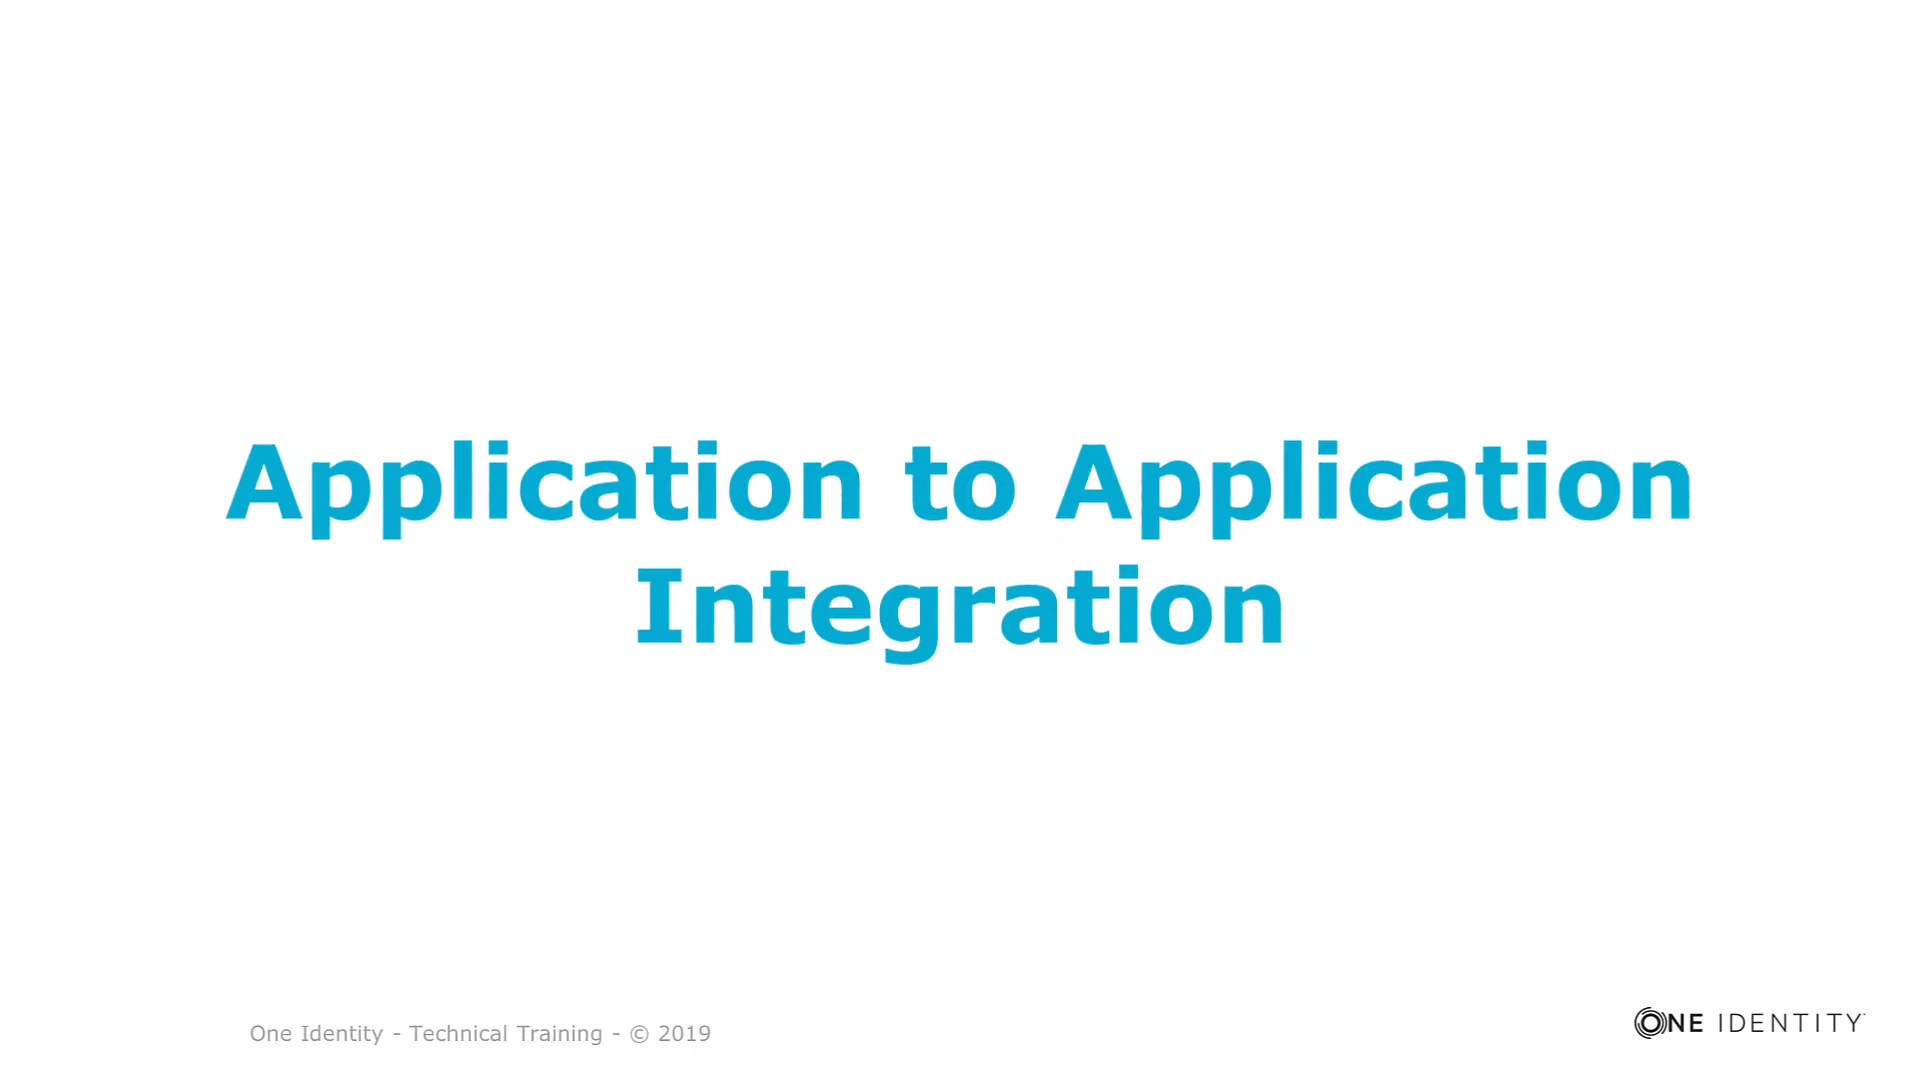 Application to Application
Integration
One Identity - Technical Training - © 2019
ONE IDENTITY